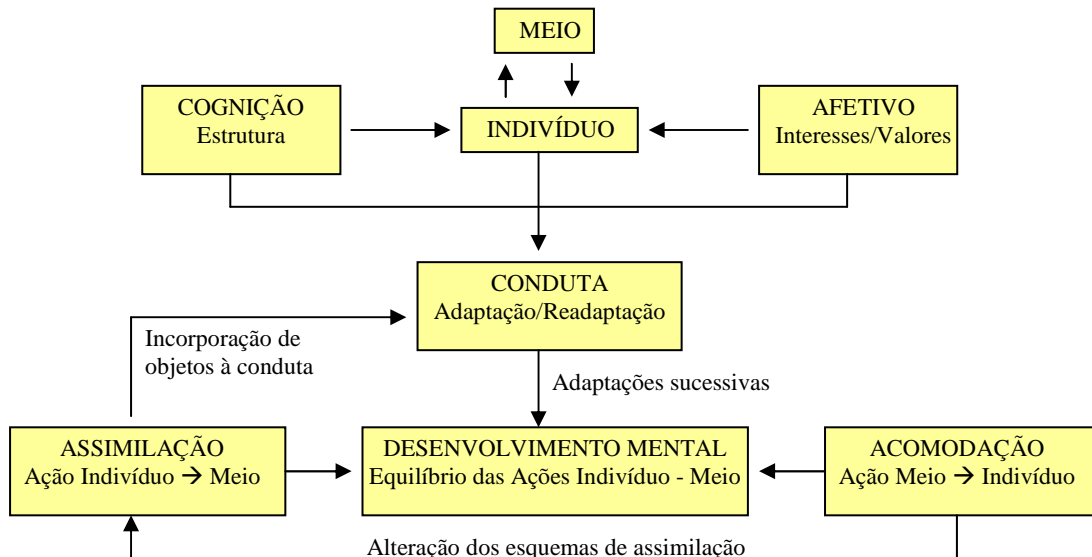 MEIO
COGNIÇÃO
Estrutura
INDIVÍDUO
AFETIVO
Interesses/Valores
CONDUTA
Adaptação/Readaptação
Incorporação de
objetos à conduta
Adaptações sucessivas
ASSIMILAÇÃO
Ação Indivíduo → Meio
DESENVOLVIMENTO MENTAL
Equilíbrio das Ações Indivíduo - Meio
ACOMODAÇÃO
Ação Meio → Indivíduo
Alteração dos esquemas de assimilação